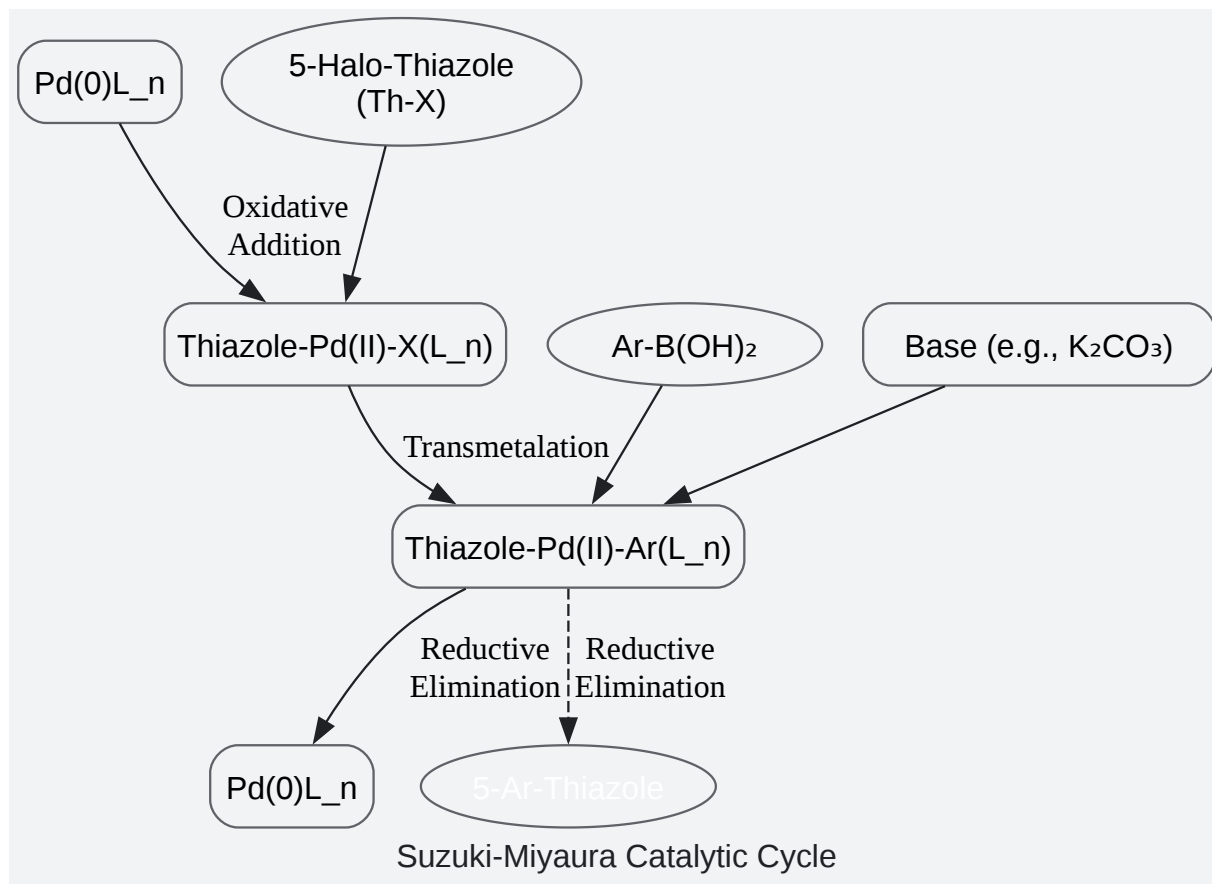 Pd(0)L_n
5-Halo-Thiazole
(Th-X)
Oxidative
Addition
Thiazole-Pd(II)-X(L_n)
Ar-B(OH)₂
Base (e.g., K₂CO₃)
Transmetalation
Thiazole-Pd(II)-Ar(L_n)
Reductive
Elimination
Reductive
Elimination
Pd(0)L_n
5-Ar-Thiazole
Suzuki-Miyaura Catalytic Cycle